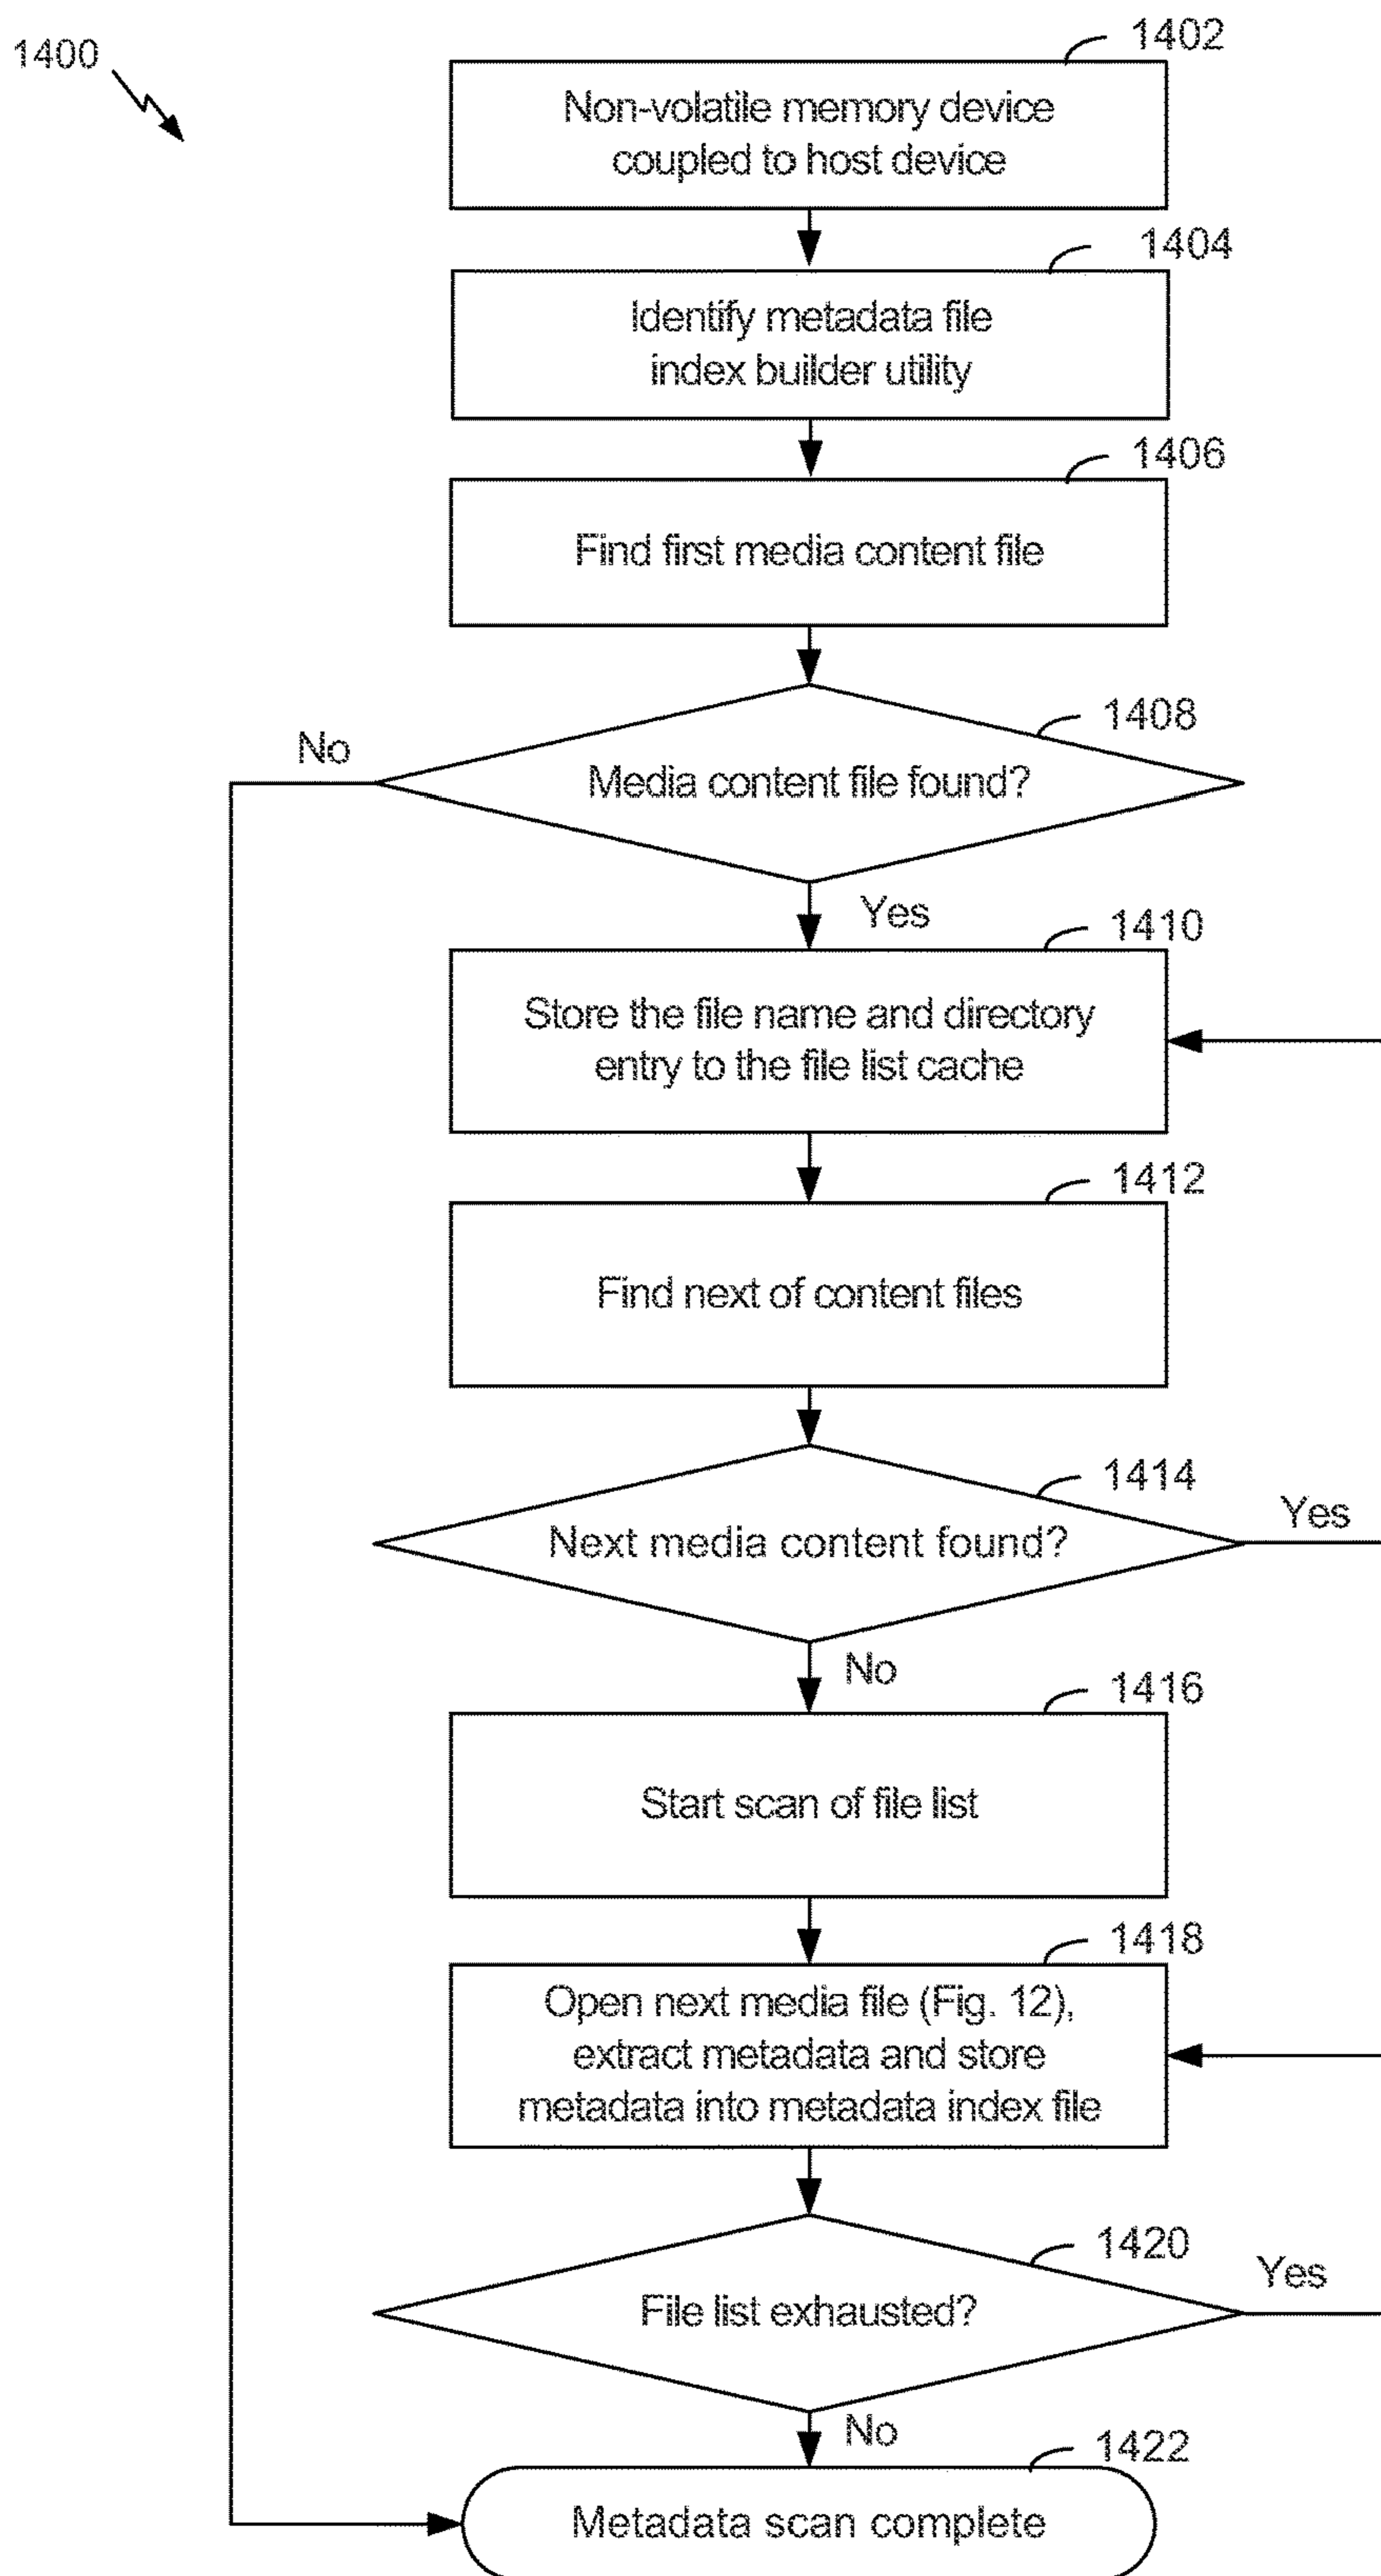 1400
1402
Non-volatile memory device
coupled to host device
1404
Identify metadata file
index builder utility
1406
Find first media content file
1408
No
Media content file found?
Yes
1410
Store the file name and directory
entry to the file list cache
1412
Find next of content files
1414
Yes
Next media content found?
No
1416
Start scan of file list
1418
Open next media file (Fig. 12),
extract metadata and store
metadata into metadata index file
1420
Yes
File list exhausted?
No
1422
Metadata scan complete